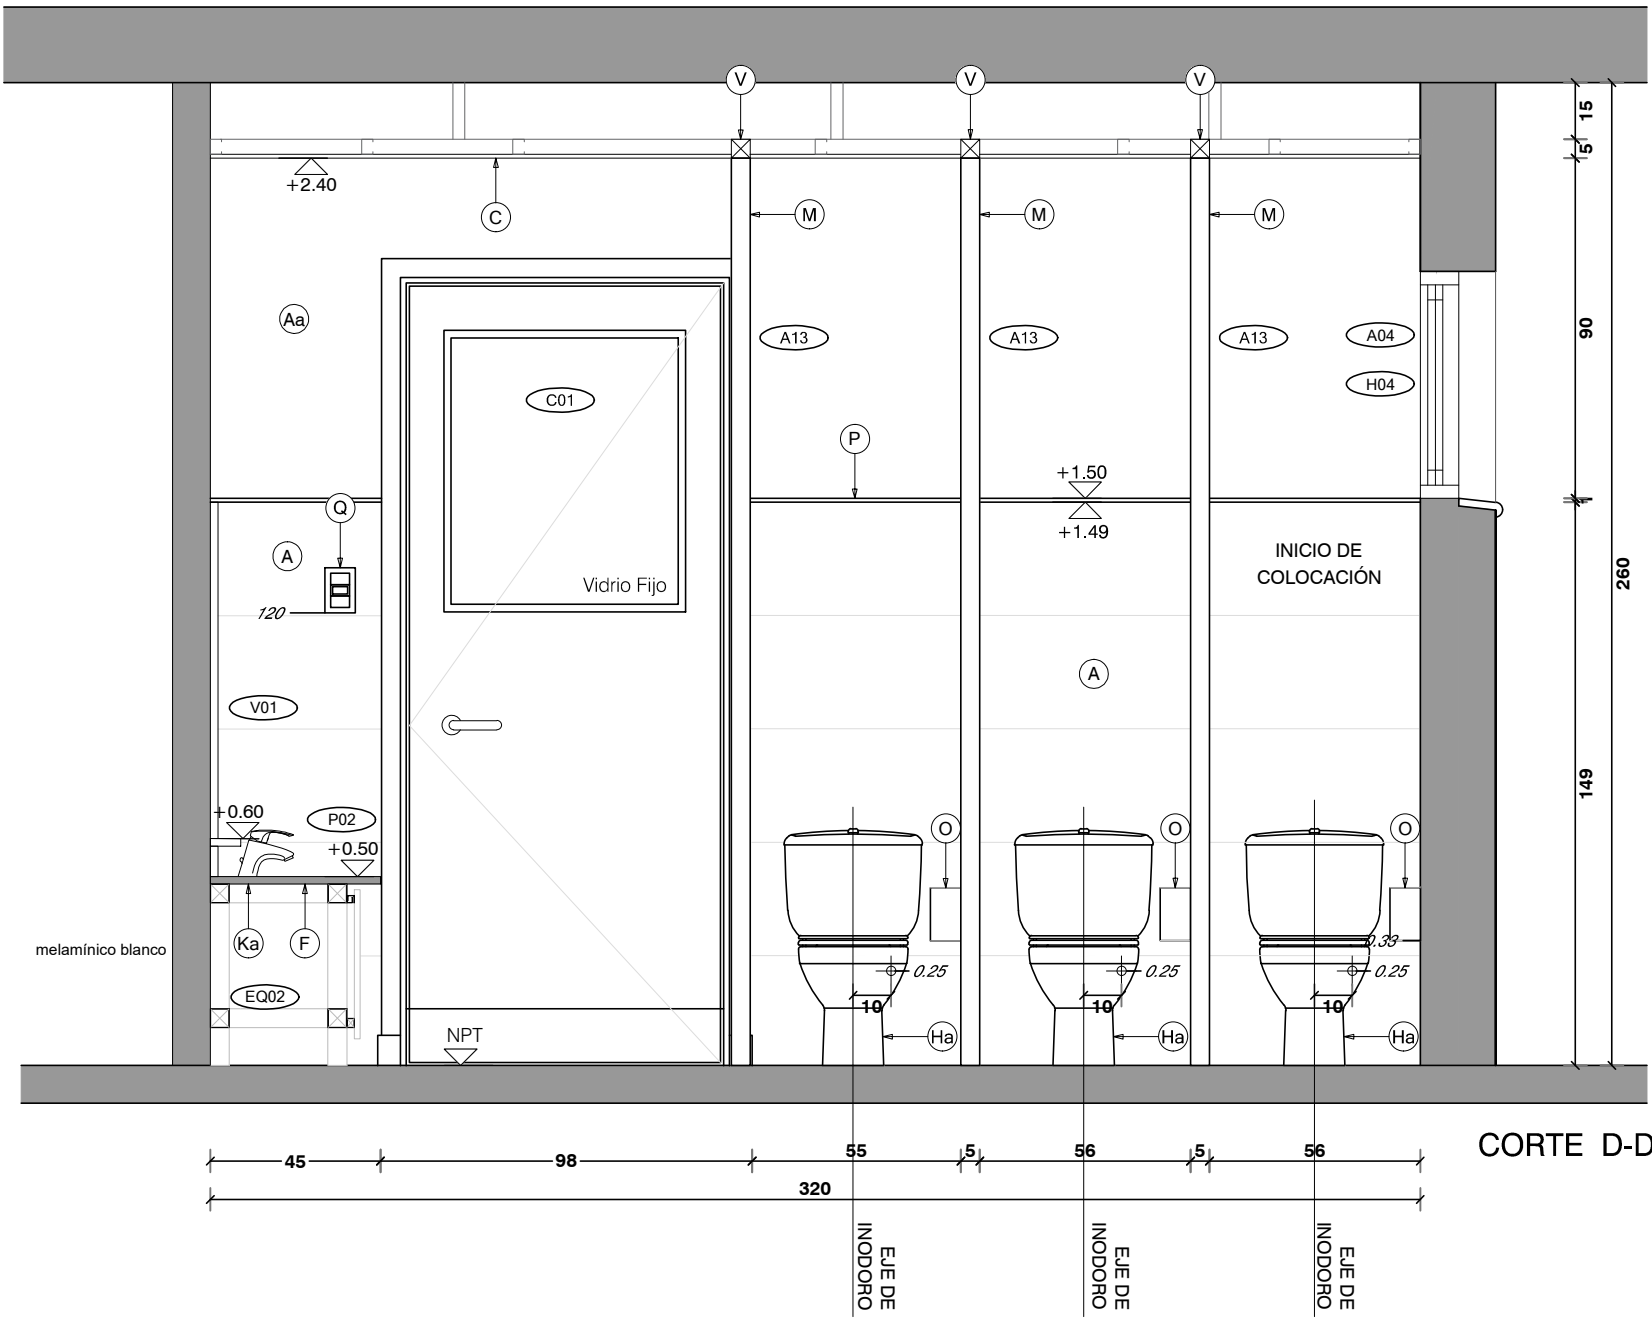 V
V
V
15
5
+2.40
C
M
M
M
Aa
A13
A13
A13
A04
H04
90
C01
P
+1.50
+1.49
1
Q
A
120
Vidrio Fijo
INICIO DE
COLOCACIÓN
260
A
V01
149
+0.60
P02
+0.50
O
O
O
melamínico blanco
Ka
F
0.33
0.25
0.25
0.25
EQ02
10
10
10
NPT
Ha
Ha
Ha
CORTE D-D
45
98
55
5
56
5
56
320
EJE DE
INODORO
EJE DE
INODORO
EJE DE
INODORO